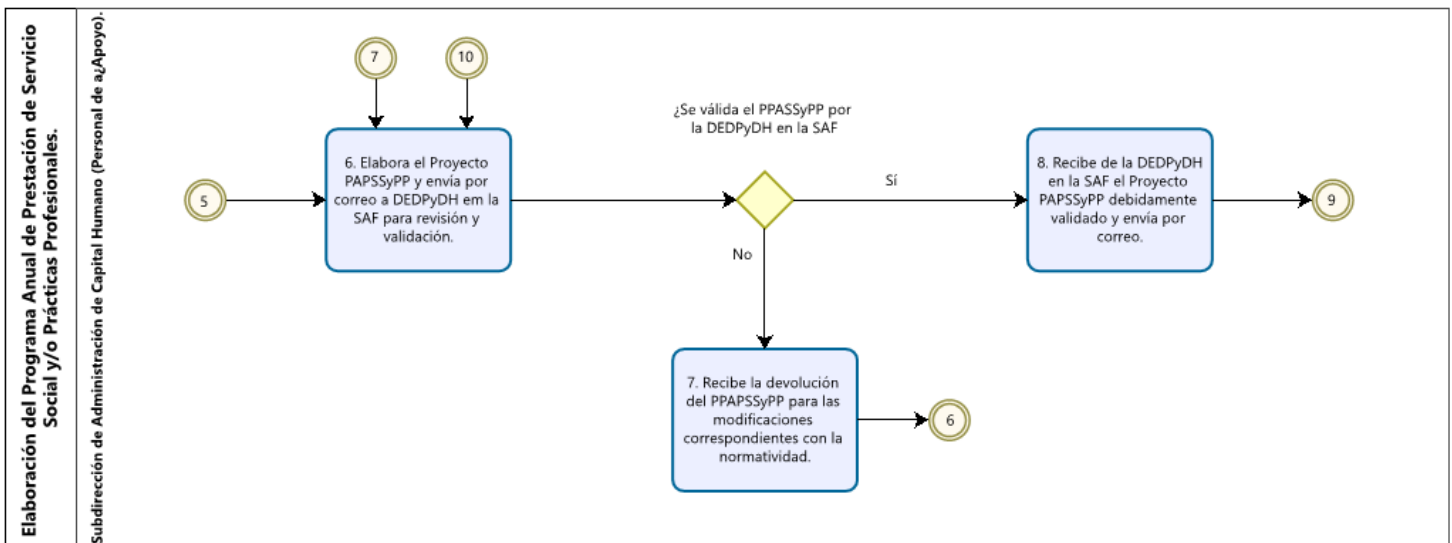 Elaboración del Programa Anual de Prestación de Servicio
Social y/o Prácticas Profesionales.
Subdirección de Administración de Capital Humano (Personal de a¿Apoyo).
7
10
5
6. Elabora el Proyecto
PAPSSyPP y envía por
correo a DEDPyDH em la
SAF para revisión y
validación.
¿Se válida el PPASSyPP por
la DEDPyDH en la SAF
Sí
No
8. Recibe de la DEDPyDH
en la SAF el Proyecto
PAPSSyPP debidamente
validado y envía por
correo.
9
7. Recibe la devolución
del PPAPSSyPP para las
modificaciones
correspondientes con la
normatividad.
6